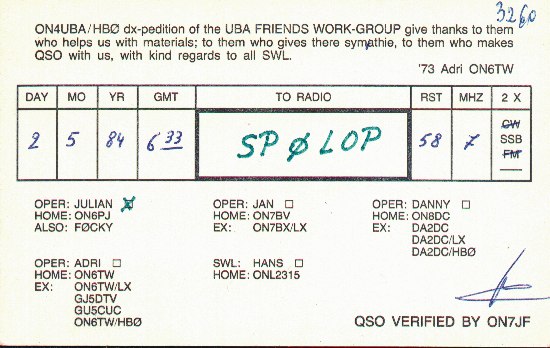 3260
ON4UBA/HBØ dx-pedition of the UBA FRIENDS WORK-GROUP give thanks to them
who helps us with materials; to them who gives there sympathie, to them who makes
QSO with us, with kind regards to all SWL.
'73 Adri ON6TW
DAY MO YR GMT TO RADIO RST MHZ 2 X
2 5 84 6 33 SPØLOP 58 7 CW
SSB
FM
OPER: JULIAN X OPER: JAN □ OPER: DANNY □
HOME: ON6PJ HOME: ON7BV HOME: ON8DC
ALSO: FØCKY EX: ON7BX/LX EX: DA2DC
DA2DC/LX
DA2DC/HBØ
OPER: ADRI □ SWL: HANS □
HOME: ON6TW HOME: ONL2315
EX: ON6TW/LX
GJ5DTV
GU5CUC
ON6TW/HBØ
QSO VERIFIED BY ON7JF